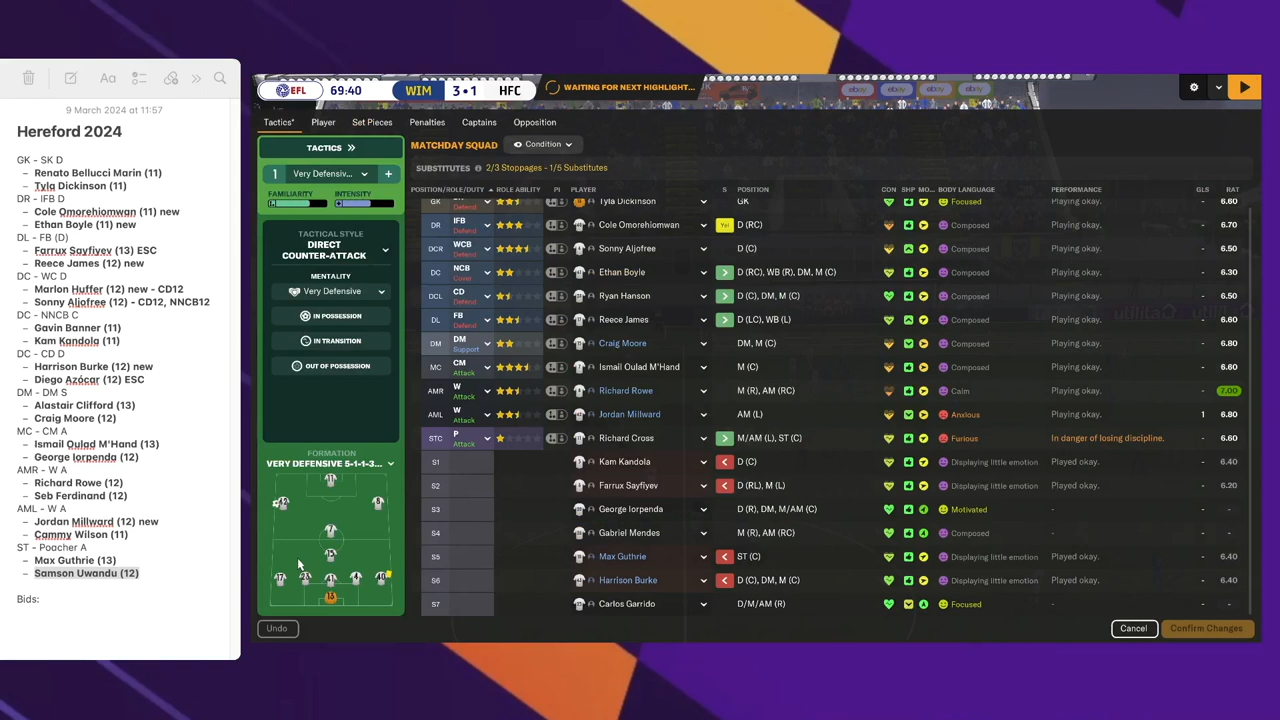 9 March 2024 at 11:57
Hereford 2024
GK - SK D
– Renato Bellucci Marin (11)
– Tyla Dickinson (11)
DR - IFB D
– Cole Omorehiomwan (11) new
– Ethan Boyle (11) new
DL - FB (D)
– Farrux Sayfiyev (13) ESC
– Reece James (12) new
DC - WC D
– Marlon Huffer (12) new - CD12
– Sonny Aljofree (12) - CD12, NNCB12
DC - NNCB C
– Gavin Banner (11)
– Kam Kandola (11)
DC - CD D
– Harrison Burke (12) new
– Diego Azócar (12) ESC
DM - DM S
– Alastair Clifford (13)
– Craig Moore (12)
MC - CM A
– Ismail Oulad M'Hand (13)
– George Iorpenda (12)
AMR - W A
– Richard Rowe (12)
– Seb Ferdinand (12)
AML - W A
– Jordan Millward (12) new
– Cammy Wilson (11)
ST - Poacher A
– Max Guthrie (13)
– Samson Uwandu (12)
Bids:
EFL 69:40 WIM 3 - 1 HFC WAITING FOR NEXT HIGHLIGHT...
ebay ebay ebay ebay
Tactics* Player Set Pieces Penalties Captains Opposition
TACTICS
1 Very Defensiv...
FAMILIARITY INTENSITY
TACTICAL STYLE
DIRECT
COUNTER-ATTACK
MENTALITY
Very Defensive
IN POSSESSION
IN TRANSITION
OUT OF POSSESSION
FORMATION
VERY DEFENSIVE 5-1-1-3...
MATCHDAY SQUAD Condition
SUBSTITUTES 2/3 Stoppages - 1/5 Substitutes
POSITION/ROLE/DUTY ROLE ABILITY PI PLAYER S POSITION CON SHP MO... BODY LANGUAGE PERFORMANCE GLS RAT
GK Defend Tyla Dickinson GK Focused Playing okay. - 6.60
DR IFB Defend Cole Omorehiomwan Yel D (RC) Composed Playing okay. - 6.70
DCR WCB Defend Sonny Aljofree D (C) Composed Playing okay. - 6.50
DC NCB Cover Ethan Boyle D (RC), WB (R), DM, M (C) Composed Playing okay. - 6.30
DCL CD Defend Ryan Hanson D (C), DM, M (C) Composed Playing okay. - 6.50
DL FB Defend Reece James D (LC), WB (L) Composed Playing okay. - 6.60
DM DM Support Craig Moore DM, M (C) Composed Playing okay. - 6.80
MC CM Attack Ismail Oulad M'Hand M (C) Composed Playing okay. - 6.60
AMR W Attack Richard Rowe M (R), AM (RC) Calm Playing okay. - 7.00
AML W Attack Jordan Millward AM (L) Anxious Playing okay. 1 6.80
STC P Attack Richard Cross M/AM (L), ST (C) Furious In danger of losing discipline. - 6.60
S1 Kam Kandola D (C) Displaying little emotion Played okay. - 6.40
S2 Farrux Sayfiyev D (RL), M (L) Displaying little emotion Played okay. - 6.20
S3 George Iorpenda D (R), DM, M/AM (C) Motivated - - -
S4 Gabriel Mendes M (R), AM (RC) Composed - - -
S5 Max Guthrie ST (C) Displaying little emotion Played okay. - 6.40
S6 Harrison Burke D (C), DM, M (C) Displaying little emotion Played okay. - 6.40
S7 Carlos Garrido D/M/AM (R) Focused - - -
Undo Cancel Confirm Changes